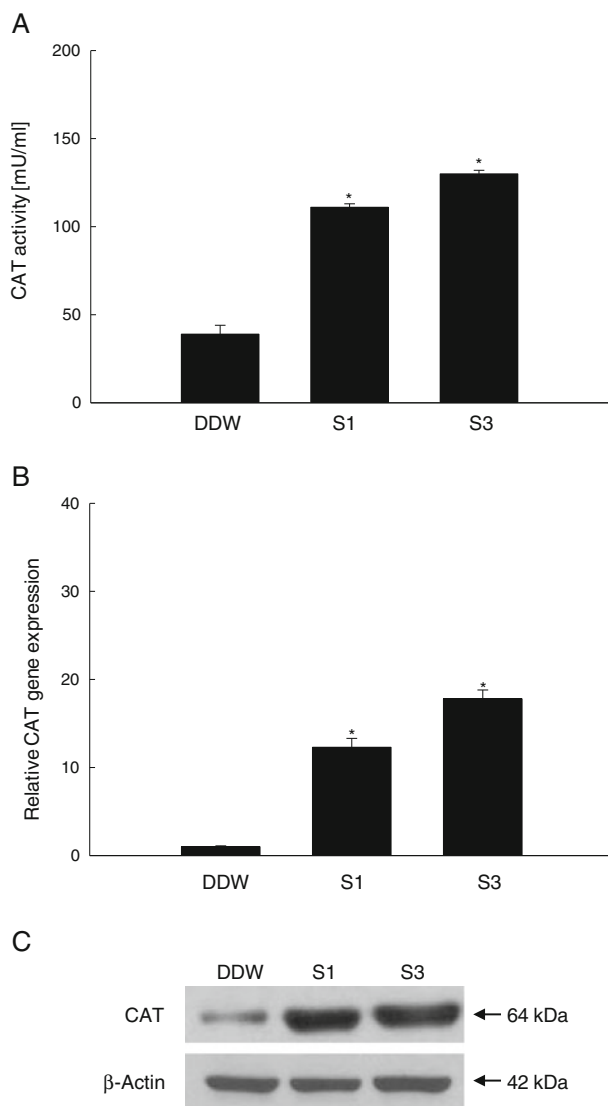 A
200
150
100
50
0
CAT activity [mU/ml]
*
*
DDW S1 S3
B
40
30
20
10
0
Relative CAT gene expression
*
*
DDW S1 S3
C
DDW S1 S3
CAT 64 kDa
β-Actin 42 kDa